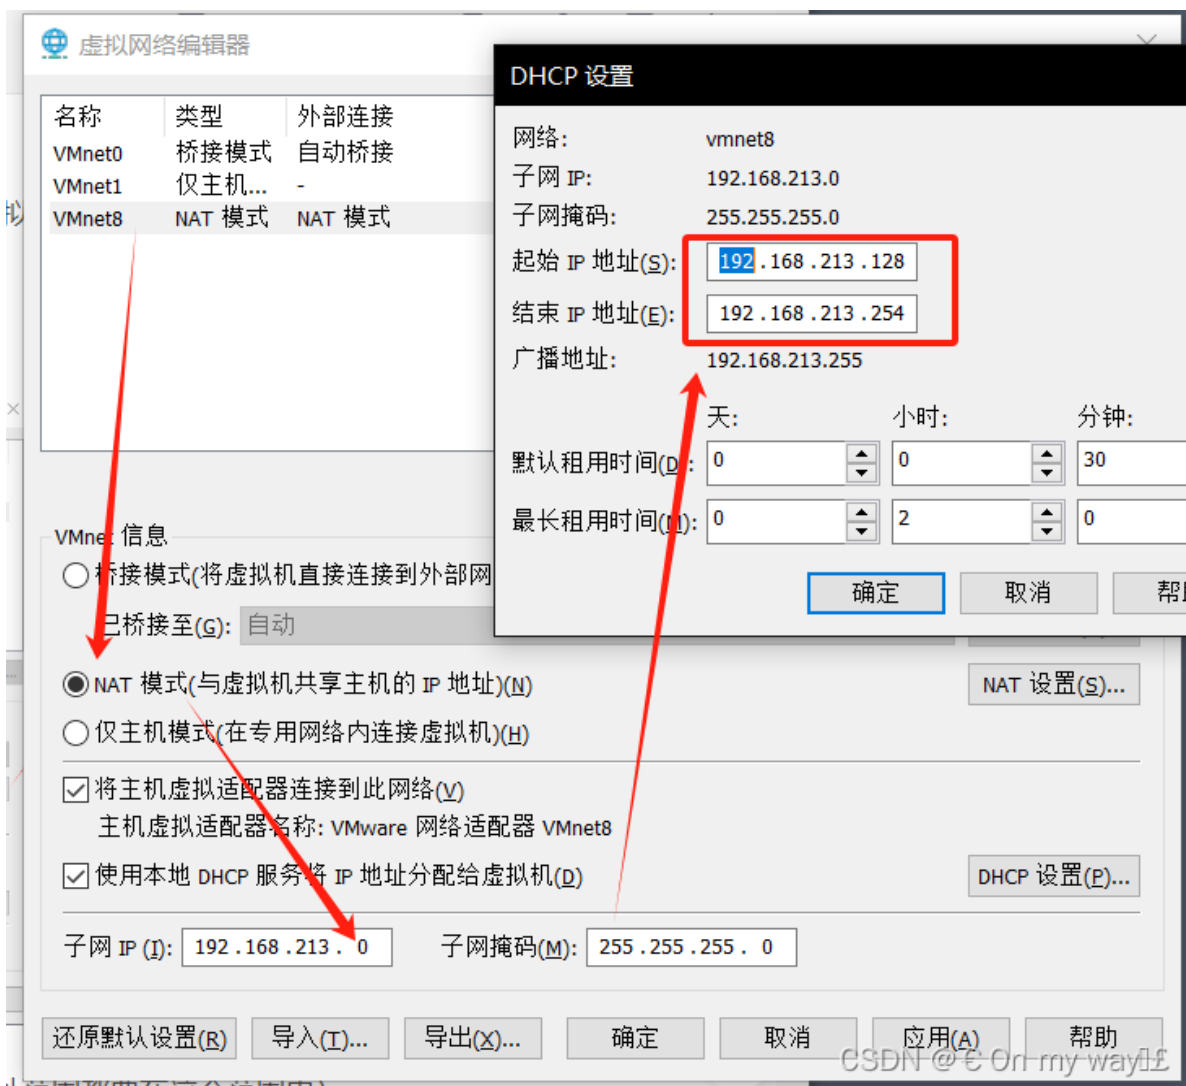 虚拟网络编辑器
名称 类型 外部连接
VMnet0 桥接模式 自动桥接
VMnet1 仅主机... -
VMnet8 NAT 模式 NAT 模式
DHCP 设置
网络: vmnet8
子网 IP: 192.168.213.0
子网掩码: 255.255.255.0
起始 IP 地址(S): 192 .168 .213 .128
结束 IP 地址(E): 192 .168 .213 .254
广播地址: 192.168.213.255
天: 小时: 分钟:
默认租用时间(D): 0 0 30
最长租用时间(M): 0 2 0
确定 取消
VMnet 信息
桥接模式(将虚拟机直接连接到外部网
已桥接至(G): 自动
NAT 模式(与虚拟机共享主机的 IP 地址)(N) NAT 设置(S)...
仅主机模式(在专用网络内连接虚拟机)(H)
将主机虚拟适配器连接到此网络(V)
主机虚拟适配器名称: VMware 网络适配器 VMnet8
使用本地 DHCP 服务将 IP 地址分配给虚拟机(D) DHCP 设置(P)...
子网 IP (I): 192 .168 .213 . 0 子网掩码(M): 255 .255 .255 . 0
还原默认设置(R) 导入(T)... 导出(X)... 确定 取消 应用(A) 帮助
CSDN @€ On my way